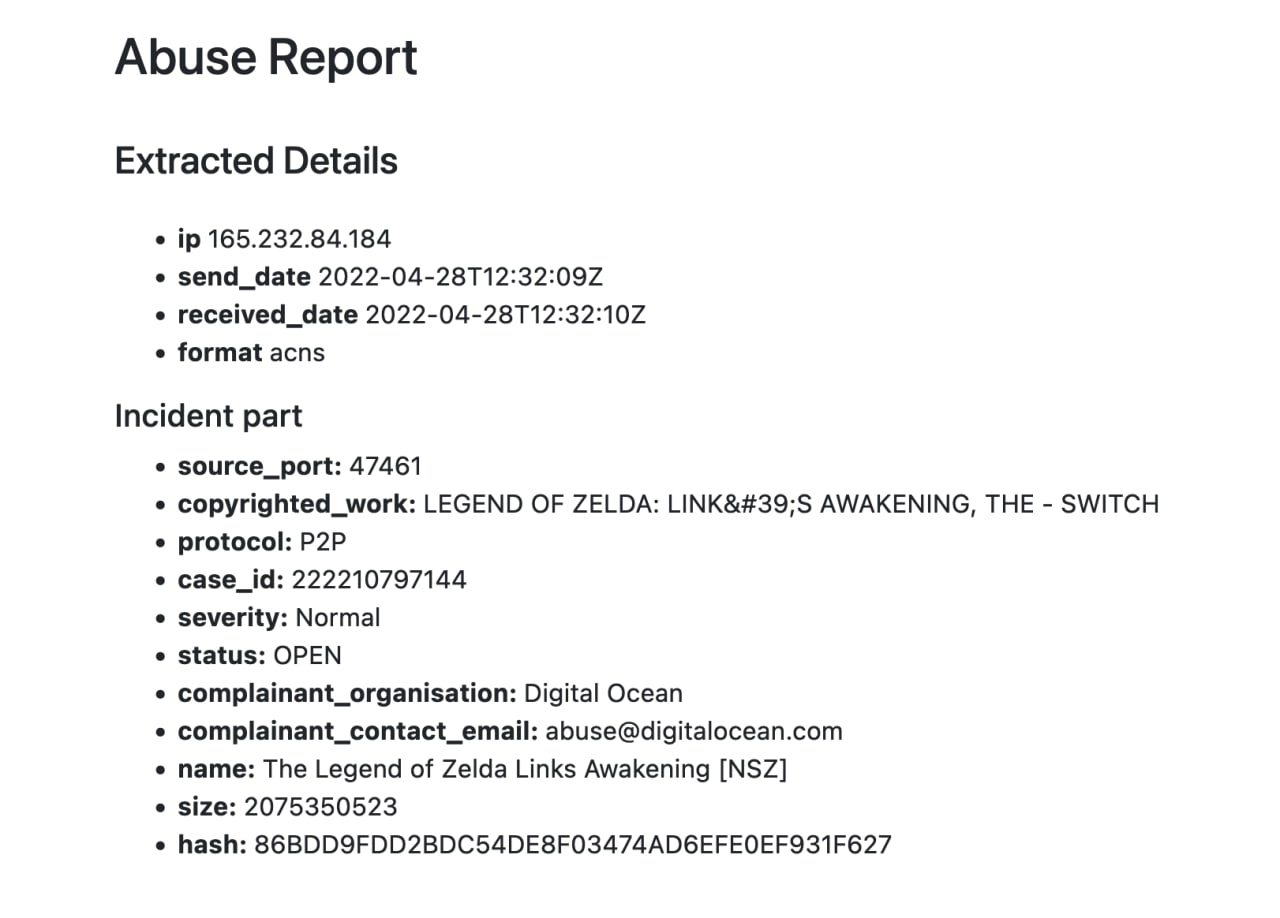 Abuse Report
Extracted Details
• ip 165.232.84.184
• send_date 2022-04-28T12:32:09Z
• received_date 2022-04-28T12:32:10Z
• format acns
Incident part
• source_port: 47461
• copyrighted_work: LEGEND OF ZELDA: LINK&#39;S AWAKENING, THE - SWITCH
• protocol: P2P
• case_id: 222210797144
• severity: Normal
• status: OPEN
• complainant_organisation: Digital Ocean
• complainant_contact_email: abuse@digitalocean.com
• name: The Legend of Zelda Links Awakening [NSZ]
• size: 2075350523
• hash: 86BDD9FDD2BDC54DE8F03474AD6EFE0EF931F627